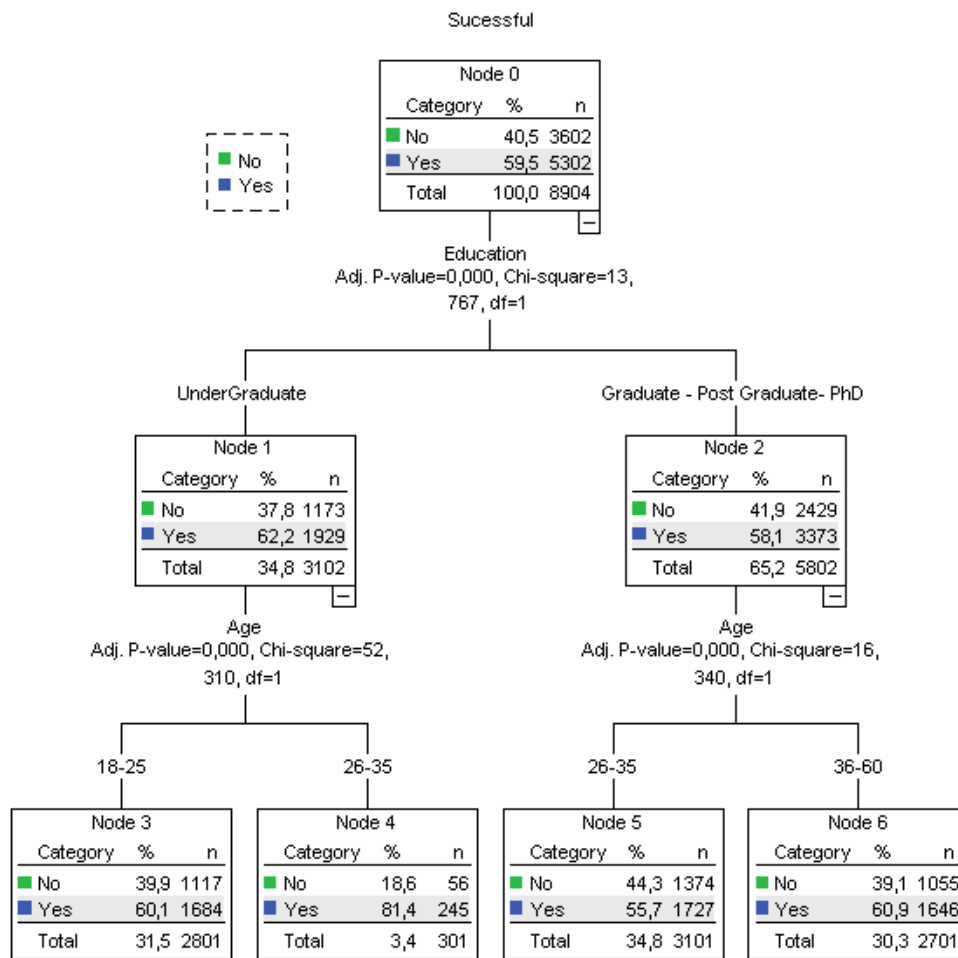 Sucessful
Node 0
Category % n
No 40,5 3602
Yes 59,5 5302
Total 100,0 8904
No
Yes
Education
Adj. P-value=0,000, Chi-square=13,
767, df=1
UnderGraduate
Graduate - Post Graduate- PhD
Node 1
Category % n
No 37,8 1173
Yes 62,2 1929
Total 34,8 3102
Node 2
Category % n
No 41,9 2429
Yes 58,1 3373
Total 65,2 5802
Age
Adj. P-value=0,000, Chi-square=52,
310, df=1
Age
Adj. P-value=0,000, Chi-square=16,
340, df=1
18-25
26-35
26-35
36-60
Node 3
Category % n
No 39,9 1117
Yes 60,1 1684
Total 31,5 2801
Node 4
Category % n
No 18,6 56
Yes 81,4 245
Total 3,4 301
Node 5
Category % n
No 44,3 1374
Yes 55,7 1727
Total 34,8 3101
Node 6
Category % n
No 39,1 1055
Yes 60,9 1646
Total 30,3 2701